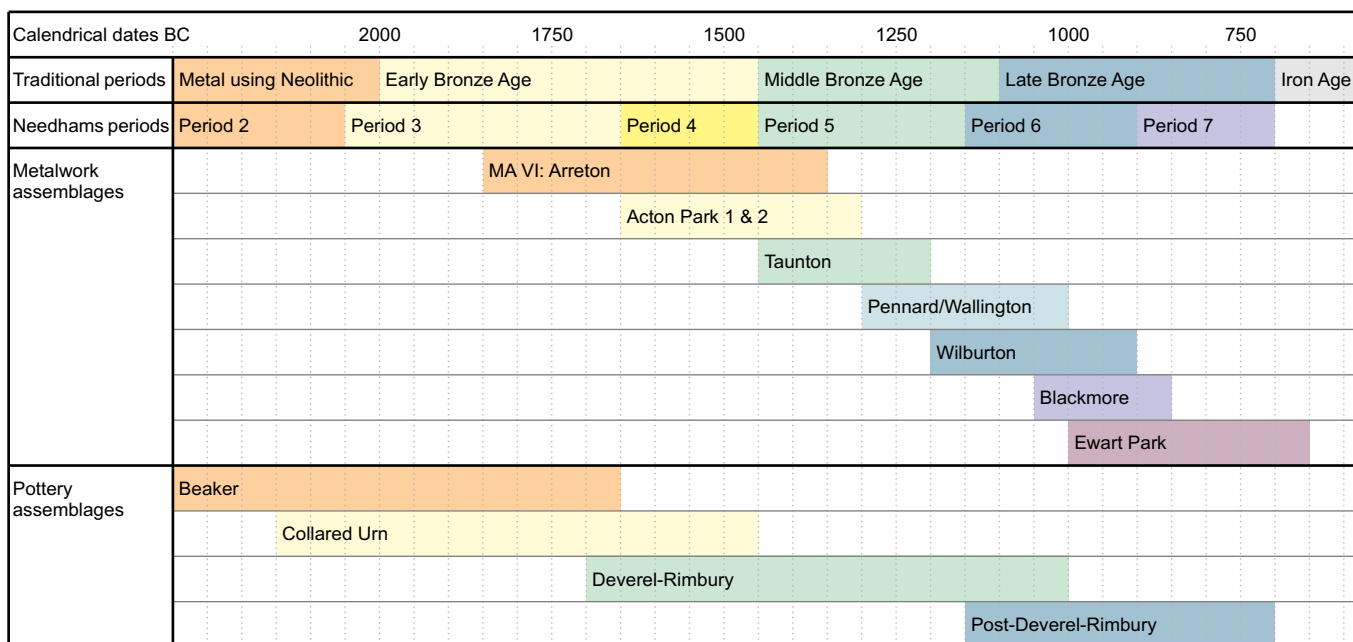 Calendrical dates BC 2000 1750 1500 1250 1000 750
Traditional periods Metal using Neolithic Early Bronze Age Middle Bronze Age Late Bronze Age Iron Age
Needhams periods Period 2 Period 3 Period 4 Period 5 Period 6 Period 7
Metalwork
assemblages
MA VI: Arreton
Acton Park 1 & 2
Taunton
Pennard/Wallington
Wilburton
Blackmore
Ewart Park
Pottery
assemblages
Beaker
Collared Urn
Deverel-Rimbury
Post-Deverel-Rimbury